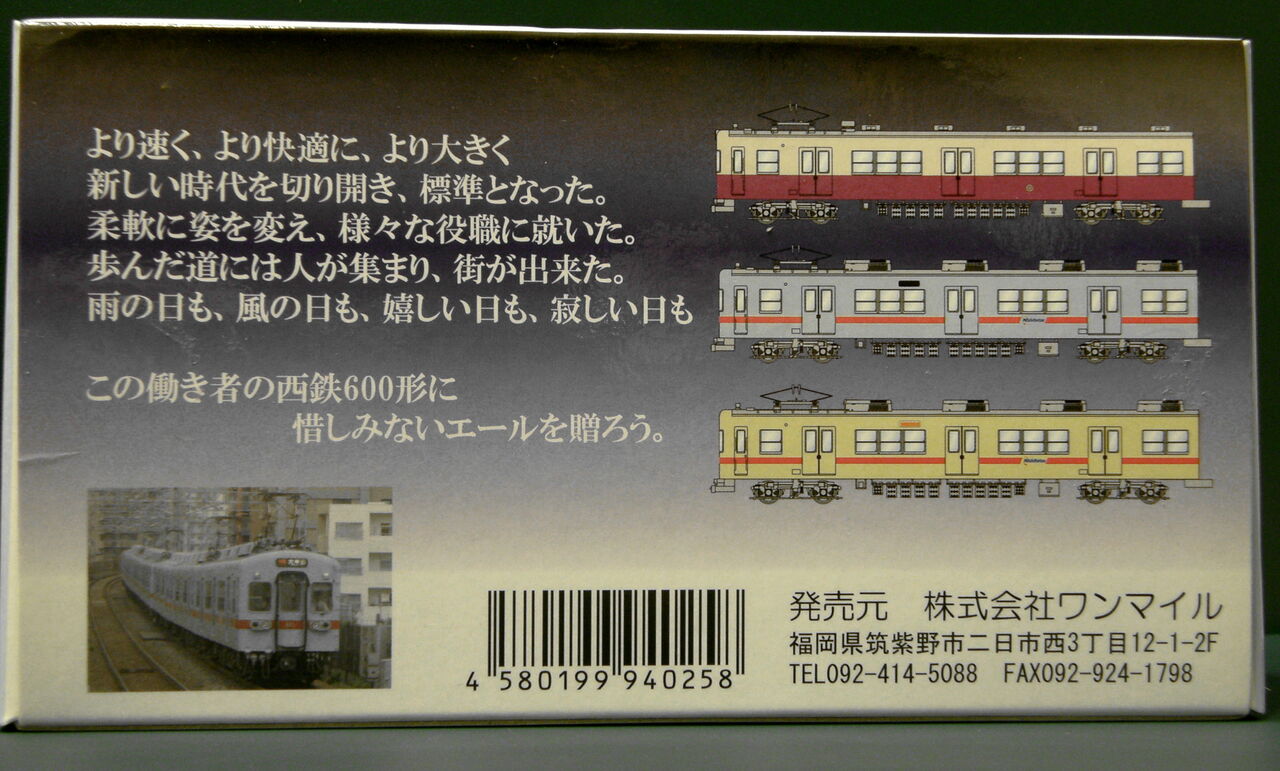 より速く、より快適に、より大きく
新しい時代を切り開き、標準となった。
柔軟に姿を変え、様々な役職に就いた。
歩んだ道には人が集まり、街が出来た。
雨の日も、風の日も、嬉しい日も、寂しい日も
この働き者の西鉄600形に
惜しみないエールを贈ろう。
4 580199 940258
発売元　株式会社ワンマイル
福岡県筑紫野市二日市西3丁目12-1-2F
TEL092-414-5088　FAX092-924-1798